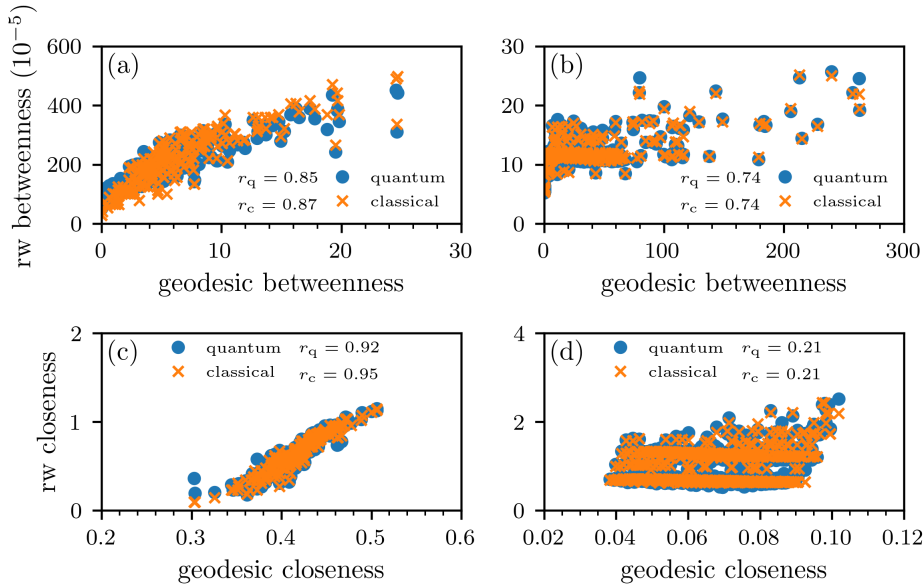 rw betweenness (10⁻⁵)
600
400
200
0
(a)
r_q = 0.85
quantum
r_c = 0.87
classical
0
10
20
30
geodesic betweenness
30
20
10
0
(b)
r_q = 0.74
quantum
r_c = 0.74
classical
0
100
200
300
geodesic betweenness
rw closeness
2
1
0
(c)
quantum
r_q = 0.92
classical
r_c = 0.95
0.2
0.3
0.4
0.5
0.6
geodesic closeness
4
2
0
(d)
quantum
r_q = 0.21
classical
r_c = 0.21
0.02
0.04
0.06
0.08
0.10
0.12
geodesic closeness